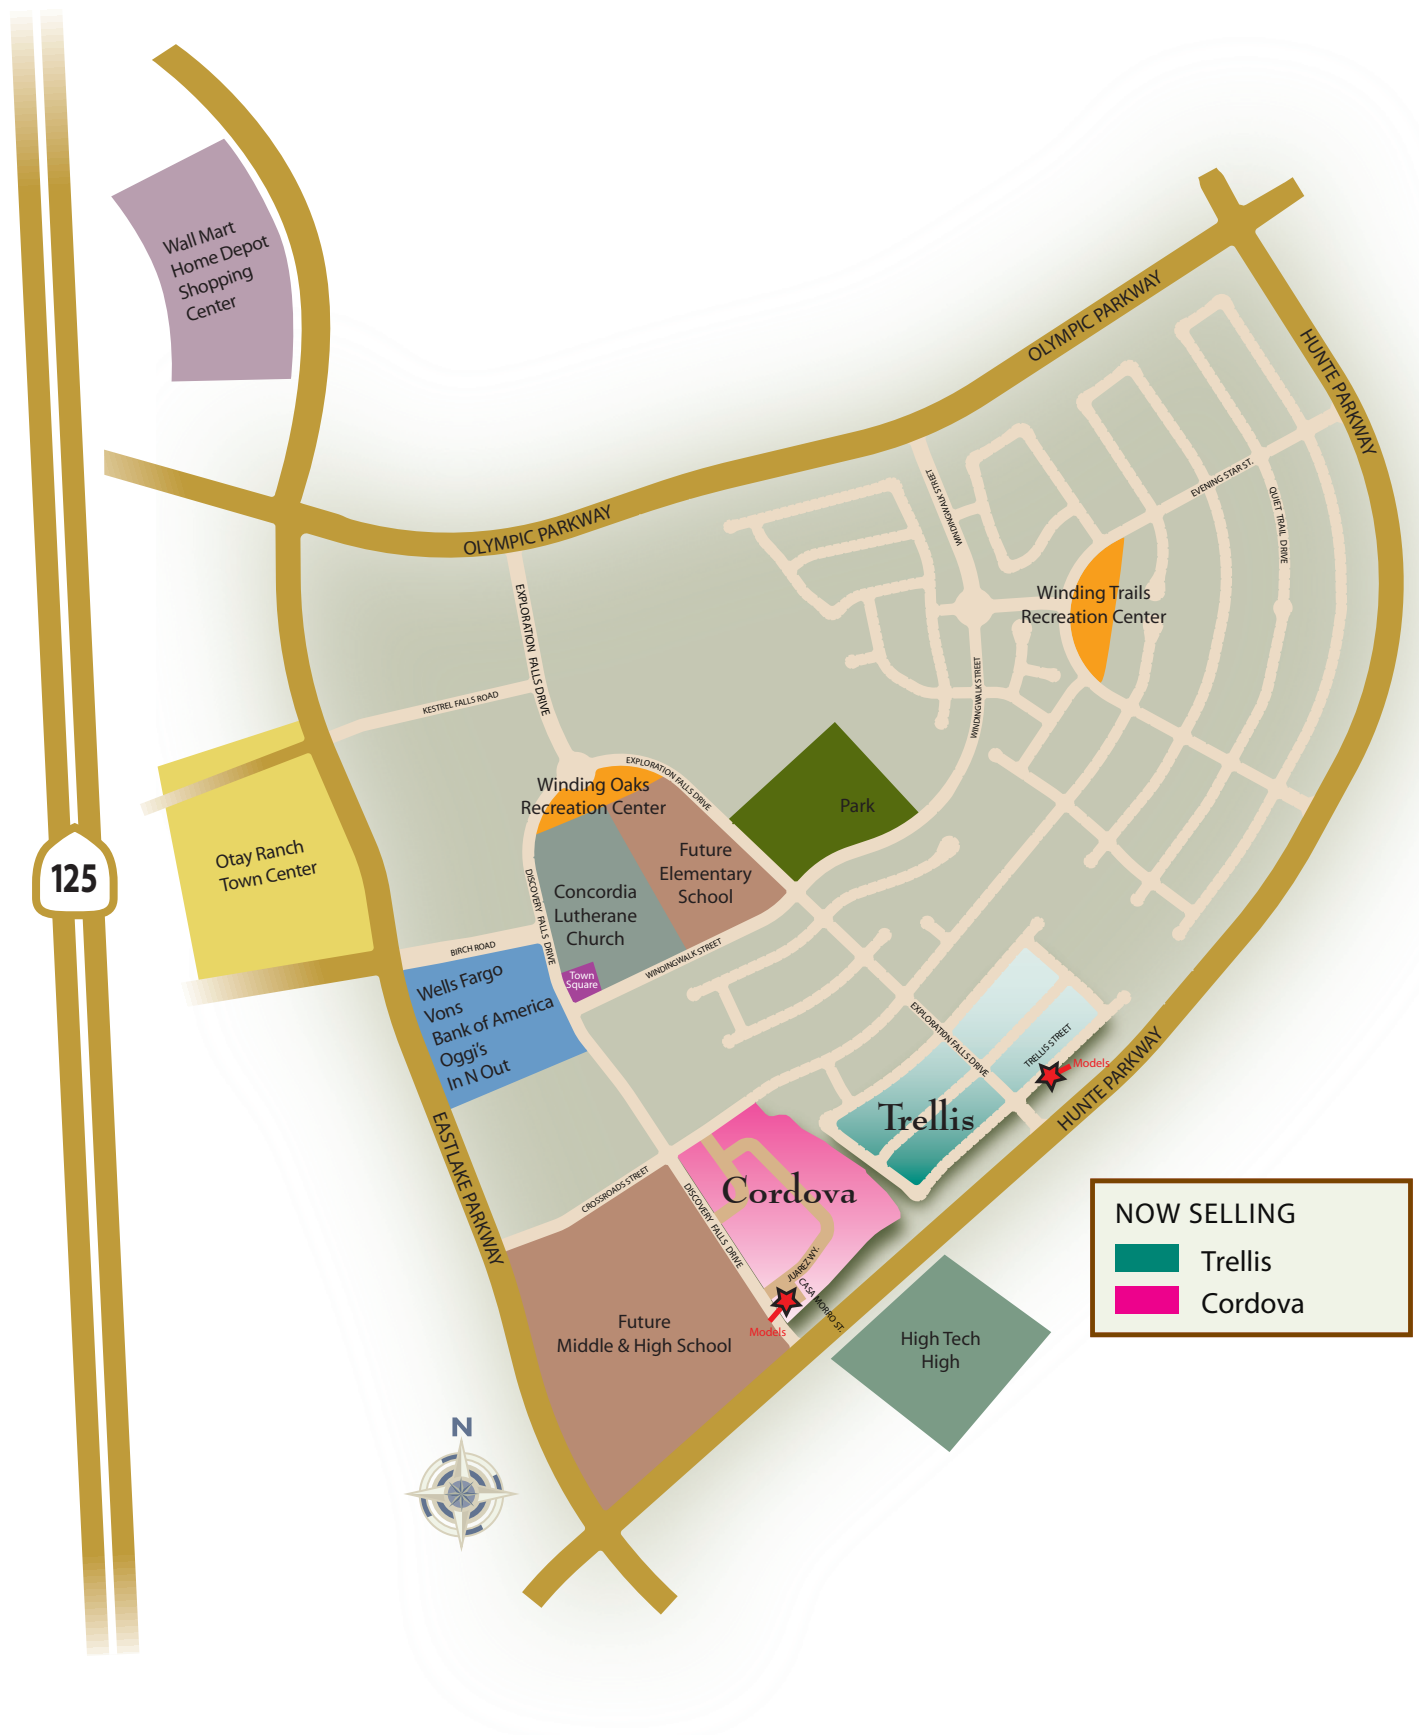 Wall Mart
Home Depot
Shopping
Center
OLYMPIC PARKWAY
HUNTE PARKWAY
WINDINGWALK STREET
EVENING STAR ST.
QUIET TRAIL DRIVE
OLYMPIC PARKWAY
EXPLORATION FALLS DRIVE
Winding Trails
Recreation Center
KESTREL FALLS ROAD
WINDINGWALK STREET
EXPLORATION FALLS DRIVE
Winding Oaks
Recreation Center
Park
Otay Ranch
Town Center
125
Future
Elementary
School
Concordia
Lutherane
Church
DISCOVERY FALLS DRIVE
BIRCH ROAD
WINDINGWALK STREET
Town
Square
Wells Fargo
Vons
Bank of America
Oggi's
In N Out
EXPLORATION FALLS DRIVE
TRELLIS STREET
Models
HUNTE PARKWAY
Trellis
EASTLAKE PARKWAY
CROSSROADS STREET
Cordova
DISCOVERY FALLS DRIVE
JUAREZ WY.
CASA MORRO ST.
Models
NOW SELLING
Trellis
Cordova
Future
Middle & High School
High Tech
High
N